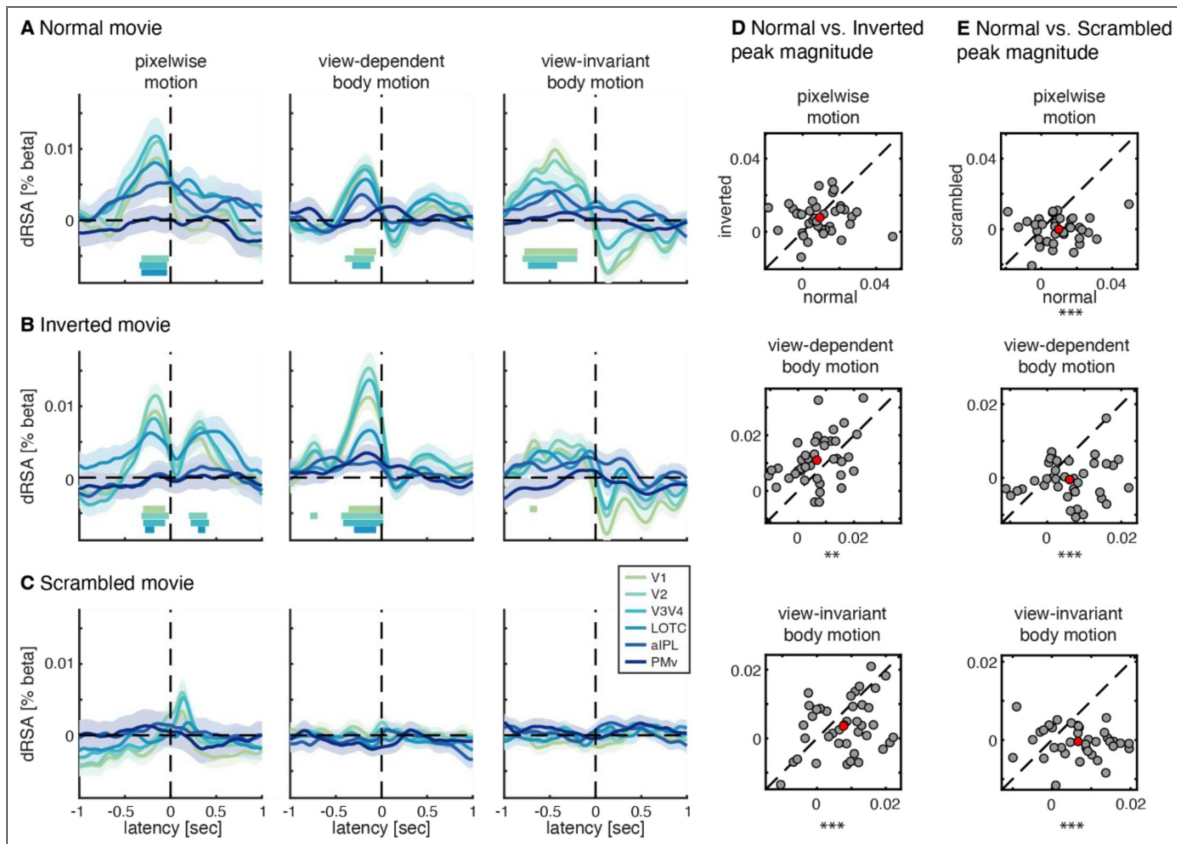 A Normal movie
pixelwise
motion
view-dependent
body motion
view-invariant
body motion
dRSA [% beta]
0.01
0
B Inverted movie
dRSA [% beta]
0.01
0
C Scrambled movie
V1
V2
V3V4
LOTC
aIPL
PMv
dRSA [% beta]
0.01
0
-1 -0.5 0 0.5 1
latency [sec]
-1 -0.5 0 0.5 1
latency [sec]
-1 -0.5 0 0.5 1
latency [sec]
D Normal vs. Inverted
peak magnitude
pixelwise
motion
inverted
0.04
0
0 0.04
normal
view-dependent
body motion
0.02
0
0 0.02
**
view-invariant
body motion
0.02
0
0 0.02
***
E Normal vs. Scrambled
peak magnitude
pixelwise
motion
scrambled
0.04
0
0 0.04
normal
***
view-dependent
body motion
0.02
0
0 0.02
***
view-invariant
body motion
0.02
0
0 0.02
***